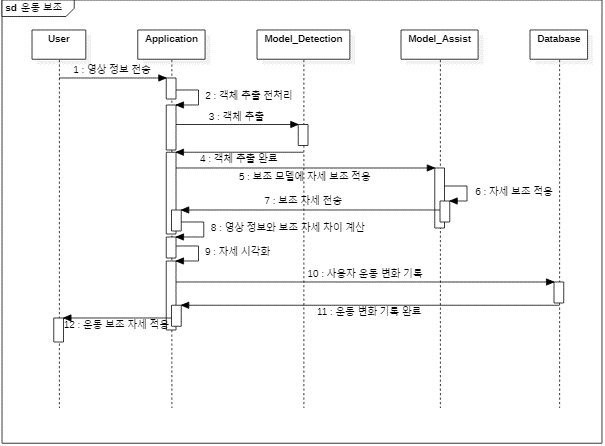 sd 운동 보조
User
Application
Model_Detection
Model_Assist
Database
1 : 영상 정보 전송
2 : 객체 추출 전처리
3 : 객체 추출
4 : 객체 추출 완료
5 : 보조 모델에 자세 보조 적용
6 : 자세 보조 적용
7 : 보조 자세 전송
8 : 영상 정보와 보조 자세 차이 계산
9 : 자세 시각화
10 : 사용자 운동 변화 기록
11 : 운동 변화 기록 완료
12 : 운동 보조 자세 적용